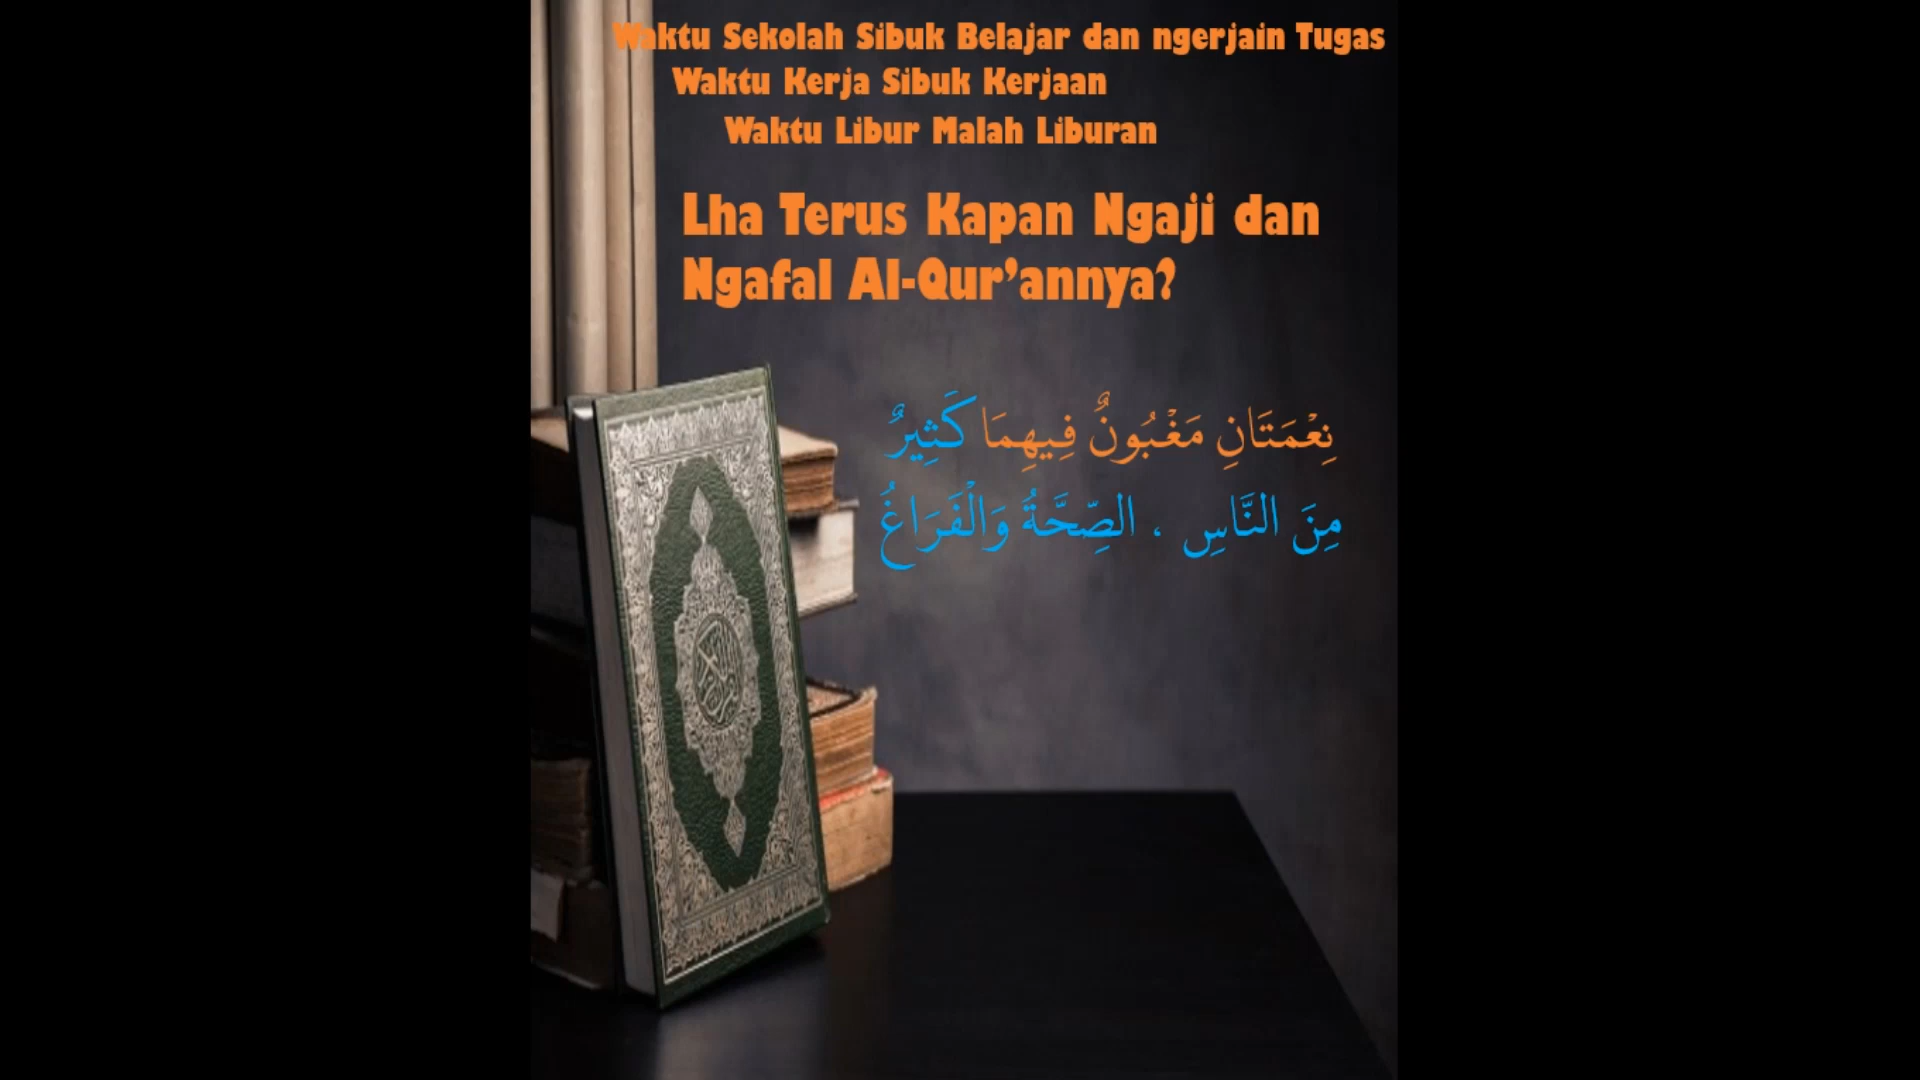 Waktu Sekolah Sibuk Belajar dan ngerjain Tugas
Waktu Kerja Sibuk Kerjaan
Waktu Libur Malah Liburan
Lha Terus Kapan Ngaji dan
Ngafal Al-Qur’annya?
نِعْمَتَانِ مَغْبُونٌ فِيهِمَا كَثِيرٌ
مِنَ النَّاسِ ، الصِّحَّةُ وَالْفَرَاغُ